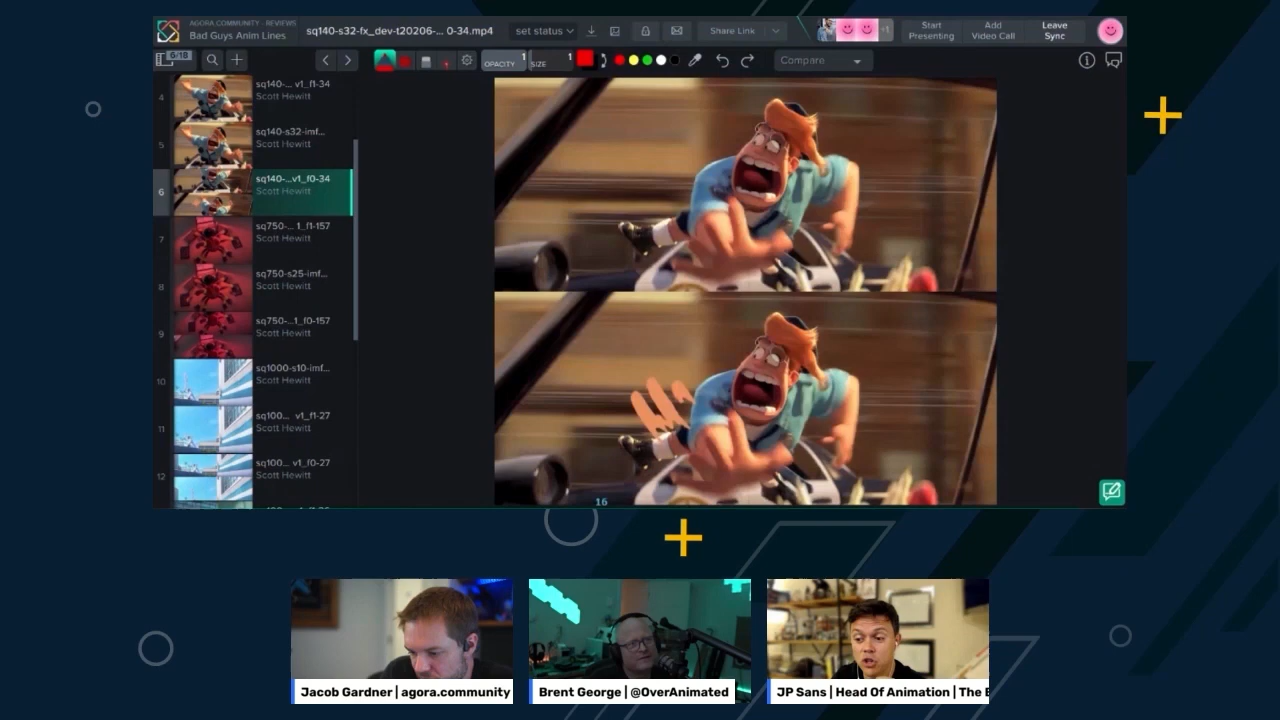 AGORA COMMUNITY - REVIEWS
Bad Guys Anim Lines
sq140-s32-fx_dev-t20206-... 0-34.mp4
set status
Share Link
+1
Start
Presenting
Add
Video Call
Leave
Sync
6/18
OPACITY 1
SIZE 1
Compare
4
sq140-... v1_f1-34
Scott Hewitt
5
sq140-s32-imf...
Scott Hewitt
6
sq140-...v1_f0-34
Scott Hewitt
7
sq750-... 1_f1-157
Scott Hewitt
8
sq750-s25-imf...
Scott Hewitt
9
sq750-...1_f0-157
Scott Hewitt
10
sq1000-s10-imf...
Scott Hewitt
11
sq100... v1_f1-27
Scott Hewitt
12
sq100... v1_f0-27
Scott Hewitt
16
Jacob Gardner | agora.community
Brent George | @OverAnimated
JP Sans | Head Of Animation | The